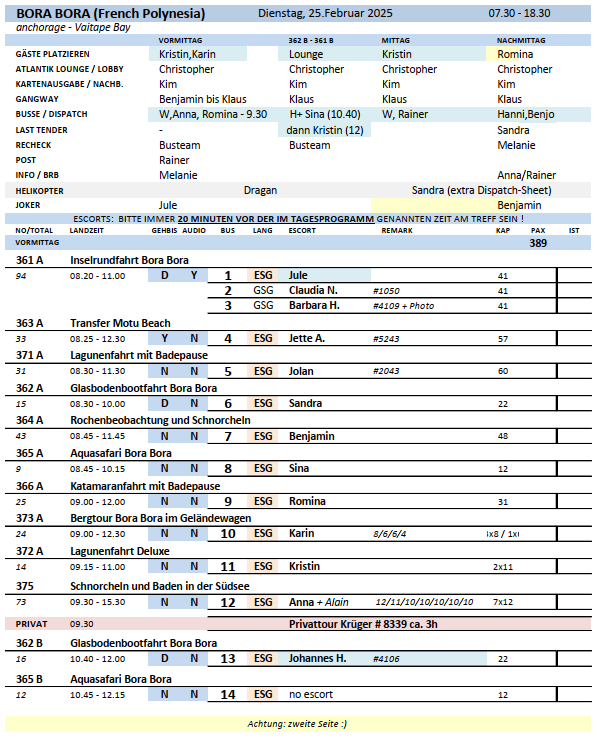 BORA BORA (French Polynesia) Dienstag, 25.Februar 2025 07.30 - 18.30
anchorage - Vaitape Bay
VORMITTAG 362 B - 361 B MITTAG NACHMITTAG
GÄSTE PLATZIEREN Kristin,Karin Lounge Kristin Romina
ATLANTIK LOUNGE / LOBBY Christopher Christopher Christopher Christopher
KARTENAUSGABE / NACHB. Kim Kim Kim Kim
GANGWAY Benjamin bis Klaus Klaus Klaus Klaus
BUSSE / DISPATCH W,Anna, Romina - 9.30 H+ Sina (10.40) W, Rainer Hanni,Benjo
LAST TENDER - dann Kristin (12) Sandra
RECHECK Busteam Busteam Melanie
POST Rainer
INFO / BRB Melanie Anna/Rainer
HELIKOPTER Dragan Sandra (extra Dispatch-Sheet)
JOKER Jule Benjamin
ESCORTS: BITTE IMMER 20 MINUTEN VOR DER IM TAGESPROGRAMM GENANNTEN ZEIT AM TREFF SEIN !
NO/TOTAL LANDZEIT GEHBIS AUDIO BUS LANG ESCORT REMARK KAP PAX IST
VORMITTAG 389
361 A Inselrundfahrt Bora Bora
94 08.20 - 11.00 D Y 1 ESG Jule 41
2 GSG Claudia N. #1050 41
3 GSG Barbara H. #4109 + Photo 41
363 A Transfer Motu Beach
33 08.25 - 12.30 Y N 4 ESG Jette A. #5243 57
371 A Lagunenfahrt mit Badepause
31 08.30 - 11.30 N N 5 ESG Jolan #2043 60
362 A Glasbodenbootfahrt Bora Bora
15 08.30 - 10.00 D N 6 ESG Sandra 22
364 A Rochenbeobachtung und Schnorcheln
43 08.45 - 11.45 N N 7 ESG Benjamin 48
365 A Aquasafari Bora Bora
9 08.45 - 10.15 N N 8 ESG Sina 12
366 A Katamaranfahrt mit Badepause
25 09.00 - 12.00 N N 9 ESG Romina 31
373 A Bergtour Bora Bora im Geländewagen
24 09.00 - 12.30 N N 10 ESG Karin 8/6/6/4
372 A Lagunenfahrt Deluxe
14 09.15 - 11.00 N N 11 ESG Kristin 2x11
375 Schnorcheln und Baden in der Südsee
73 09.30 - 15.30 N N 12 ESG Anna + Alain 12/11/10/10/10/10/10 7x12
PRIVAT 09.30 Privattour Krüger # 8339 ca. 3h
362 B Glasbodenbootfahrt Bora Bora
16 10.40 - 12.00 D N 13 ESG Johannes H. #4106 22
365 B Aquasafari Bora Bora
12 10.45 - 12.15 N N 14 ESG no escort 12
Achtung: zweite Seite :)